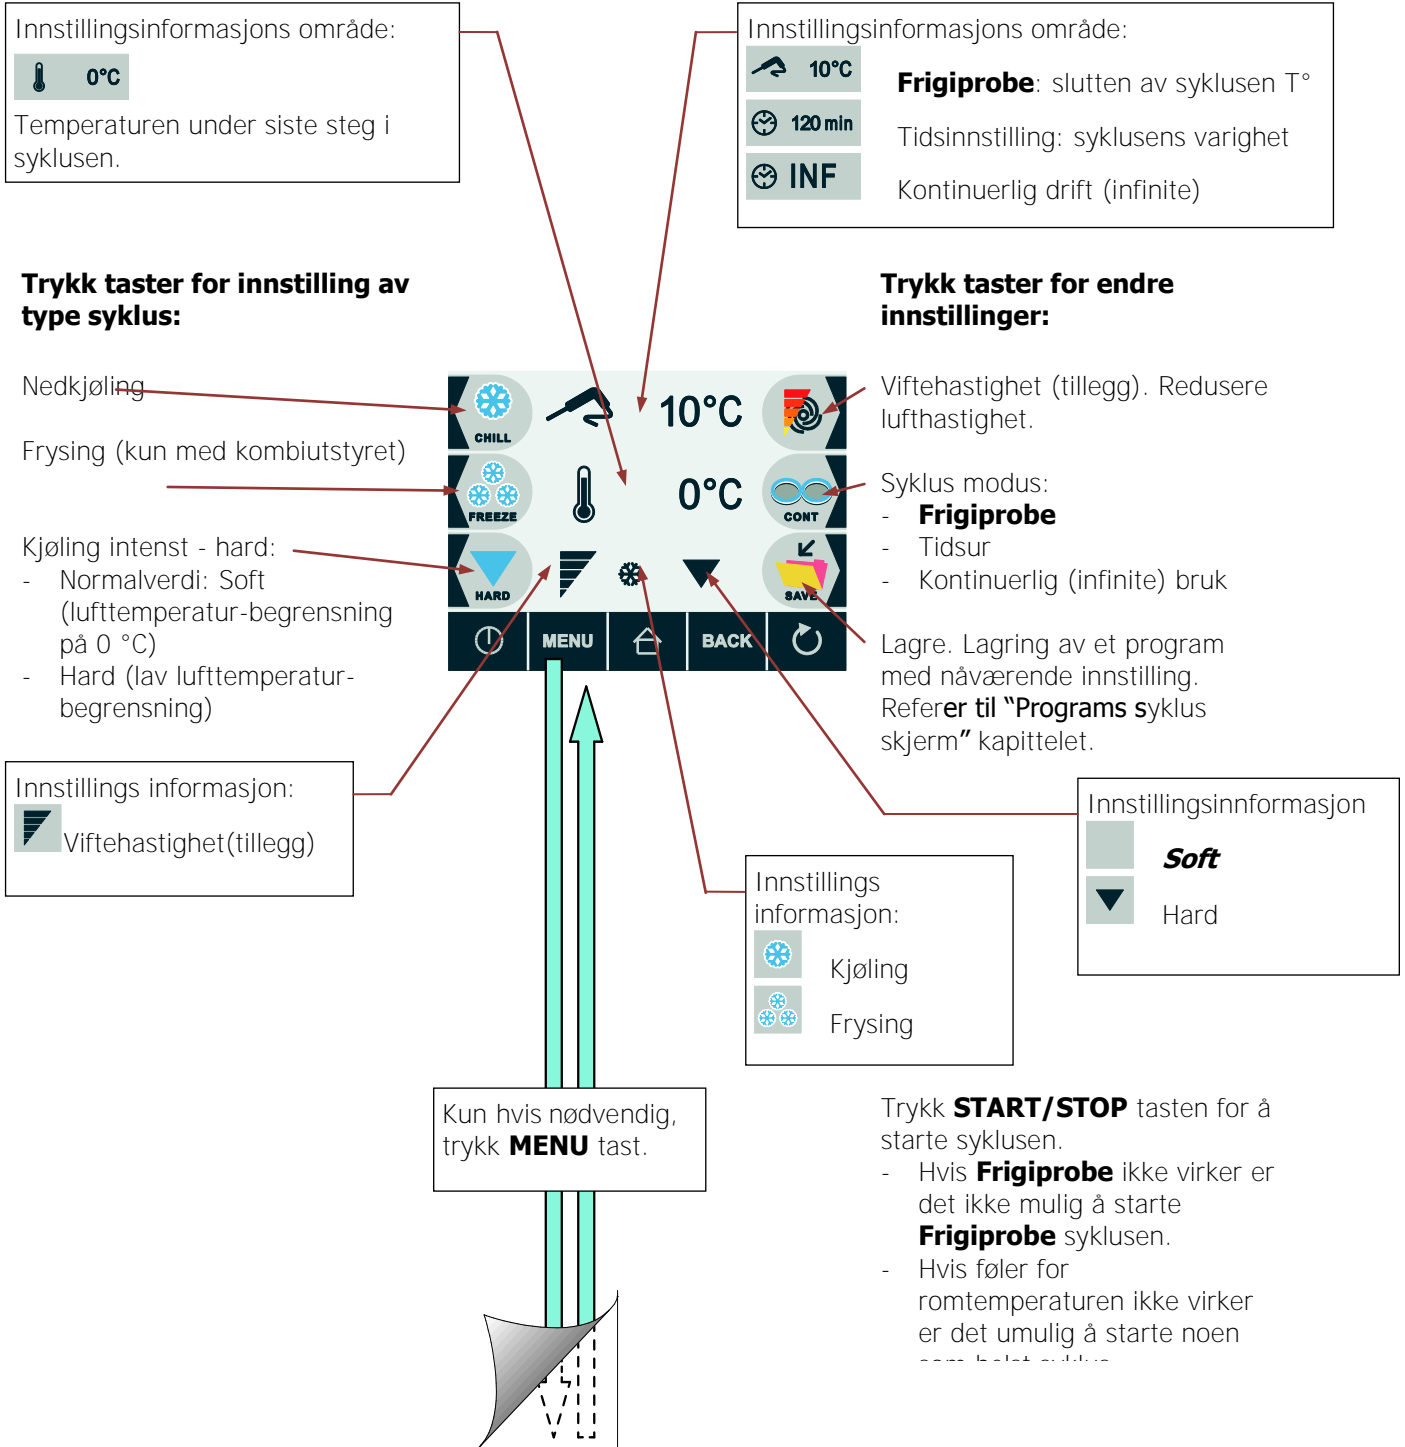 Innstillingsinformasjons område:
0°C
Temperaturen under siste steg i
syklusen.
Innstillingsinformasjons område:
10°C
Frigiprobe: slutten av syklusen T°
120 min
Tidsinnstilling: syklusens varighet
INF
Kontinuerlig drift (infinite)
Trykk taster for innstilling av
type syklus:
Nedkjøling
Frysing (kun med kombiutstyret)
Kjøling intenst - hard:
- Normalverdi: Soft
(lufttemperatur-begrensning
på 0 °C)
- Hard (lav lufttemperatur-
begrensning)
CHILL
10°C
FREEZE
0°C
CONT
HARD
SAVE
MENU
BACK
Trykk taster for endre
innstillinger:
Viftehastighet (tillegg). Redusere
lufthastighet.
Syklus modus:
- Frigiprobe
- Tidsur
- Kontinuerlig (infinite) bruk
Lagre. Lagring av et program
med nåværende innstilling.
Referer til “Programs syklus
skjerm” kapittelet.
Innstillings informasjon:
Viftehastighet(tillegg)
Innstillings
informasjon:
Kjøling
Frysing
Innstillingsinnformasjon
Soft
Hard
Kun hvis nødvendig,
trykk MENU tast.
Trykk START/STOP tasten for å
starte syklusen.
- Hvis Frigiprobe ikke virker er
det ikke mulig å starte
Frigiprobe syklusen.
- Hvis føler for
romtemperaturen ikke virker
er det umulig å starte noen